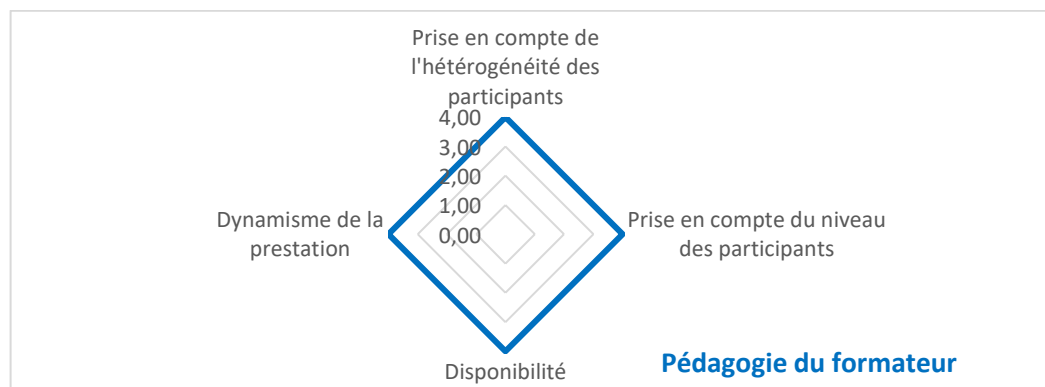 Prise en compte de
l'hétérogénéité des
participants
4,00
3,00
2,00
1,00
0,00
Dynamisme de la
prestation
Prise en compte du niveau
des participants
Disponibilité
Pédagogie du formateur